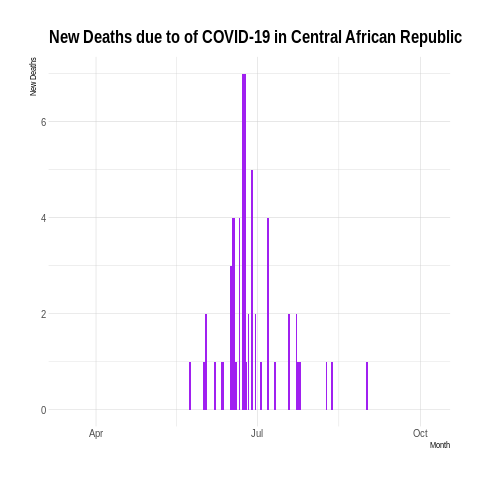 New Deaths due to of COVID-19 in Central African Republic
New Deaths
6
4
2
0
Apr Jul Oct
Month